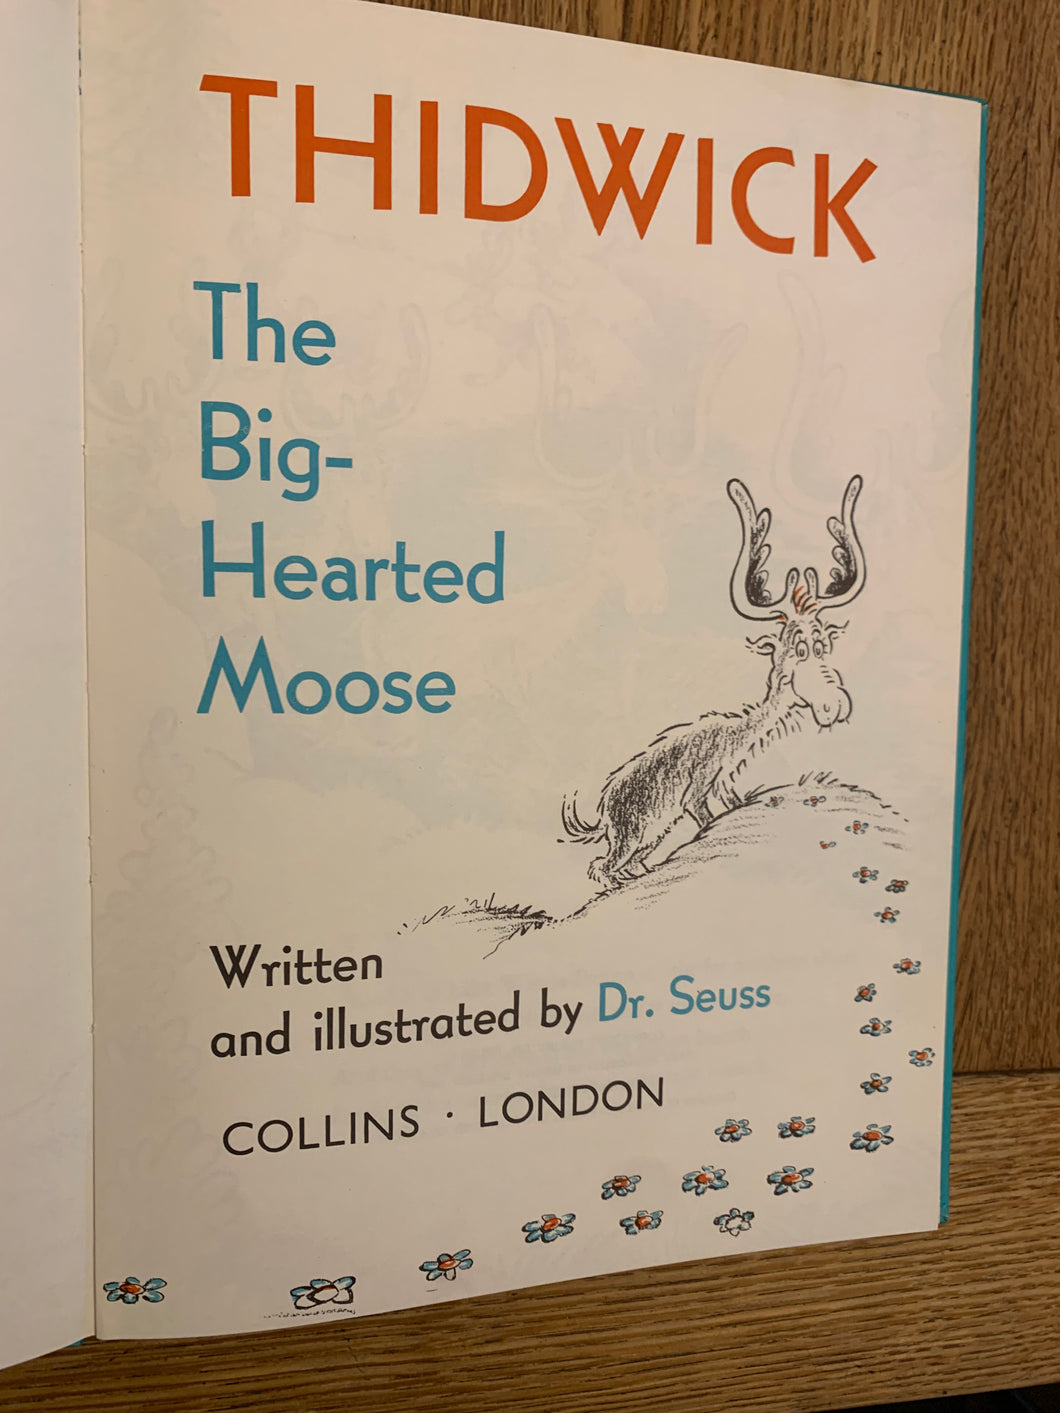 THIDWICK
The
Big-
Hearted
Moose
Written
and illustrated by Dr. Seuss
COLLINS · LONDON